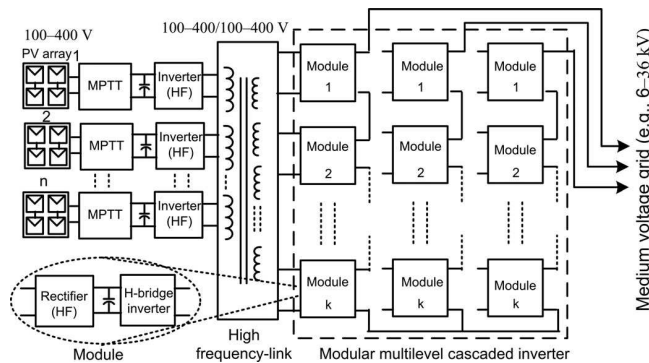 100–400 V
100–400/100–400 V
PV array 1
MPTT
Inverter
(HF)
Module
1
Module
1
Module
1
2
MPTT
Inverter
(HF)
Module
2
Module
2
Module
2
n
MPTT
Inverter
(HF)
Module
k
Module
k
Module
k
Rectifier
(HF)
H-bridge
inverter
Module
High
frequency-link
Modular multilevel cascaded inverter
Medium voltage grid (e.g., 6–36 kV)